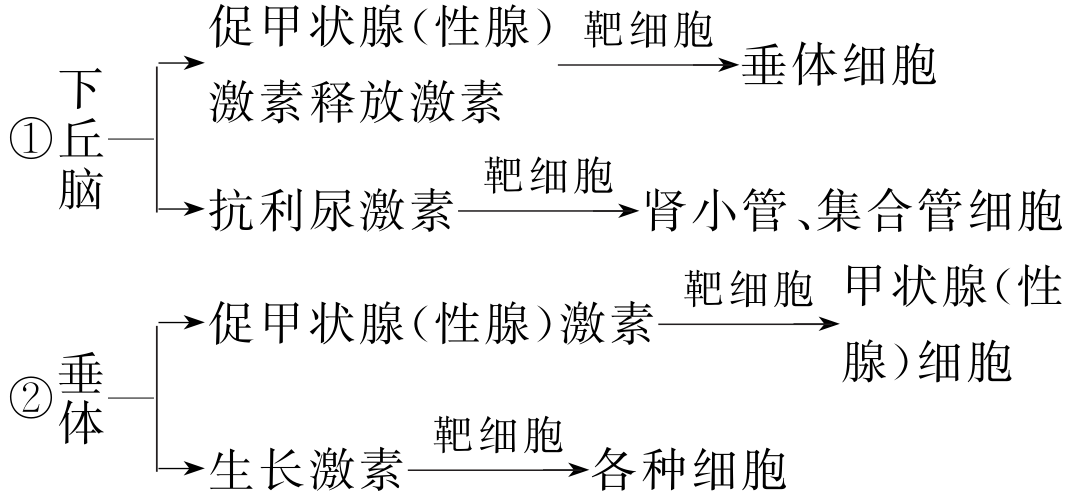 ①下丘脑
促甲状腺(性腺)
激素释放激素
靶细胞
垂体细胞
抗利尿激素
靶细胞
肾小管、集合管细胞
②垂体
促甲状腺(性腺)激素
靶细胞
甲状腺(性
腺)细胞
生长激素
靶细胞
各种细胞